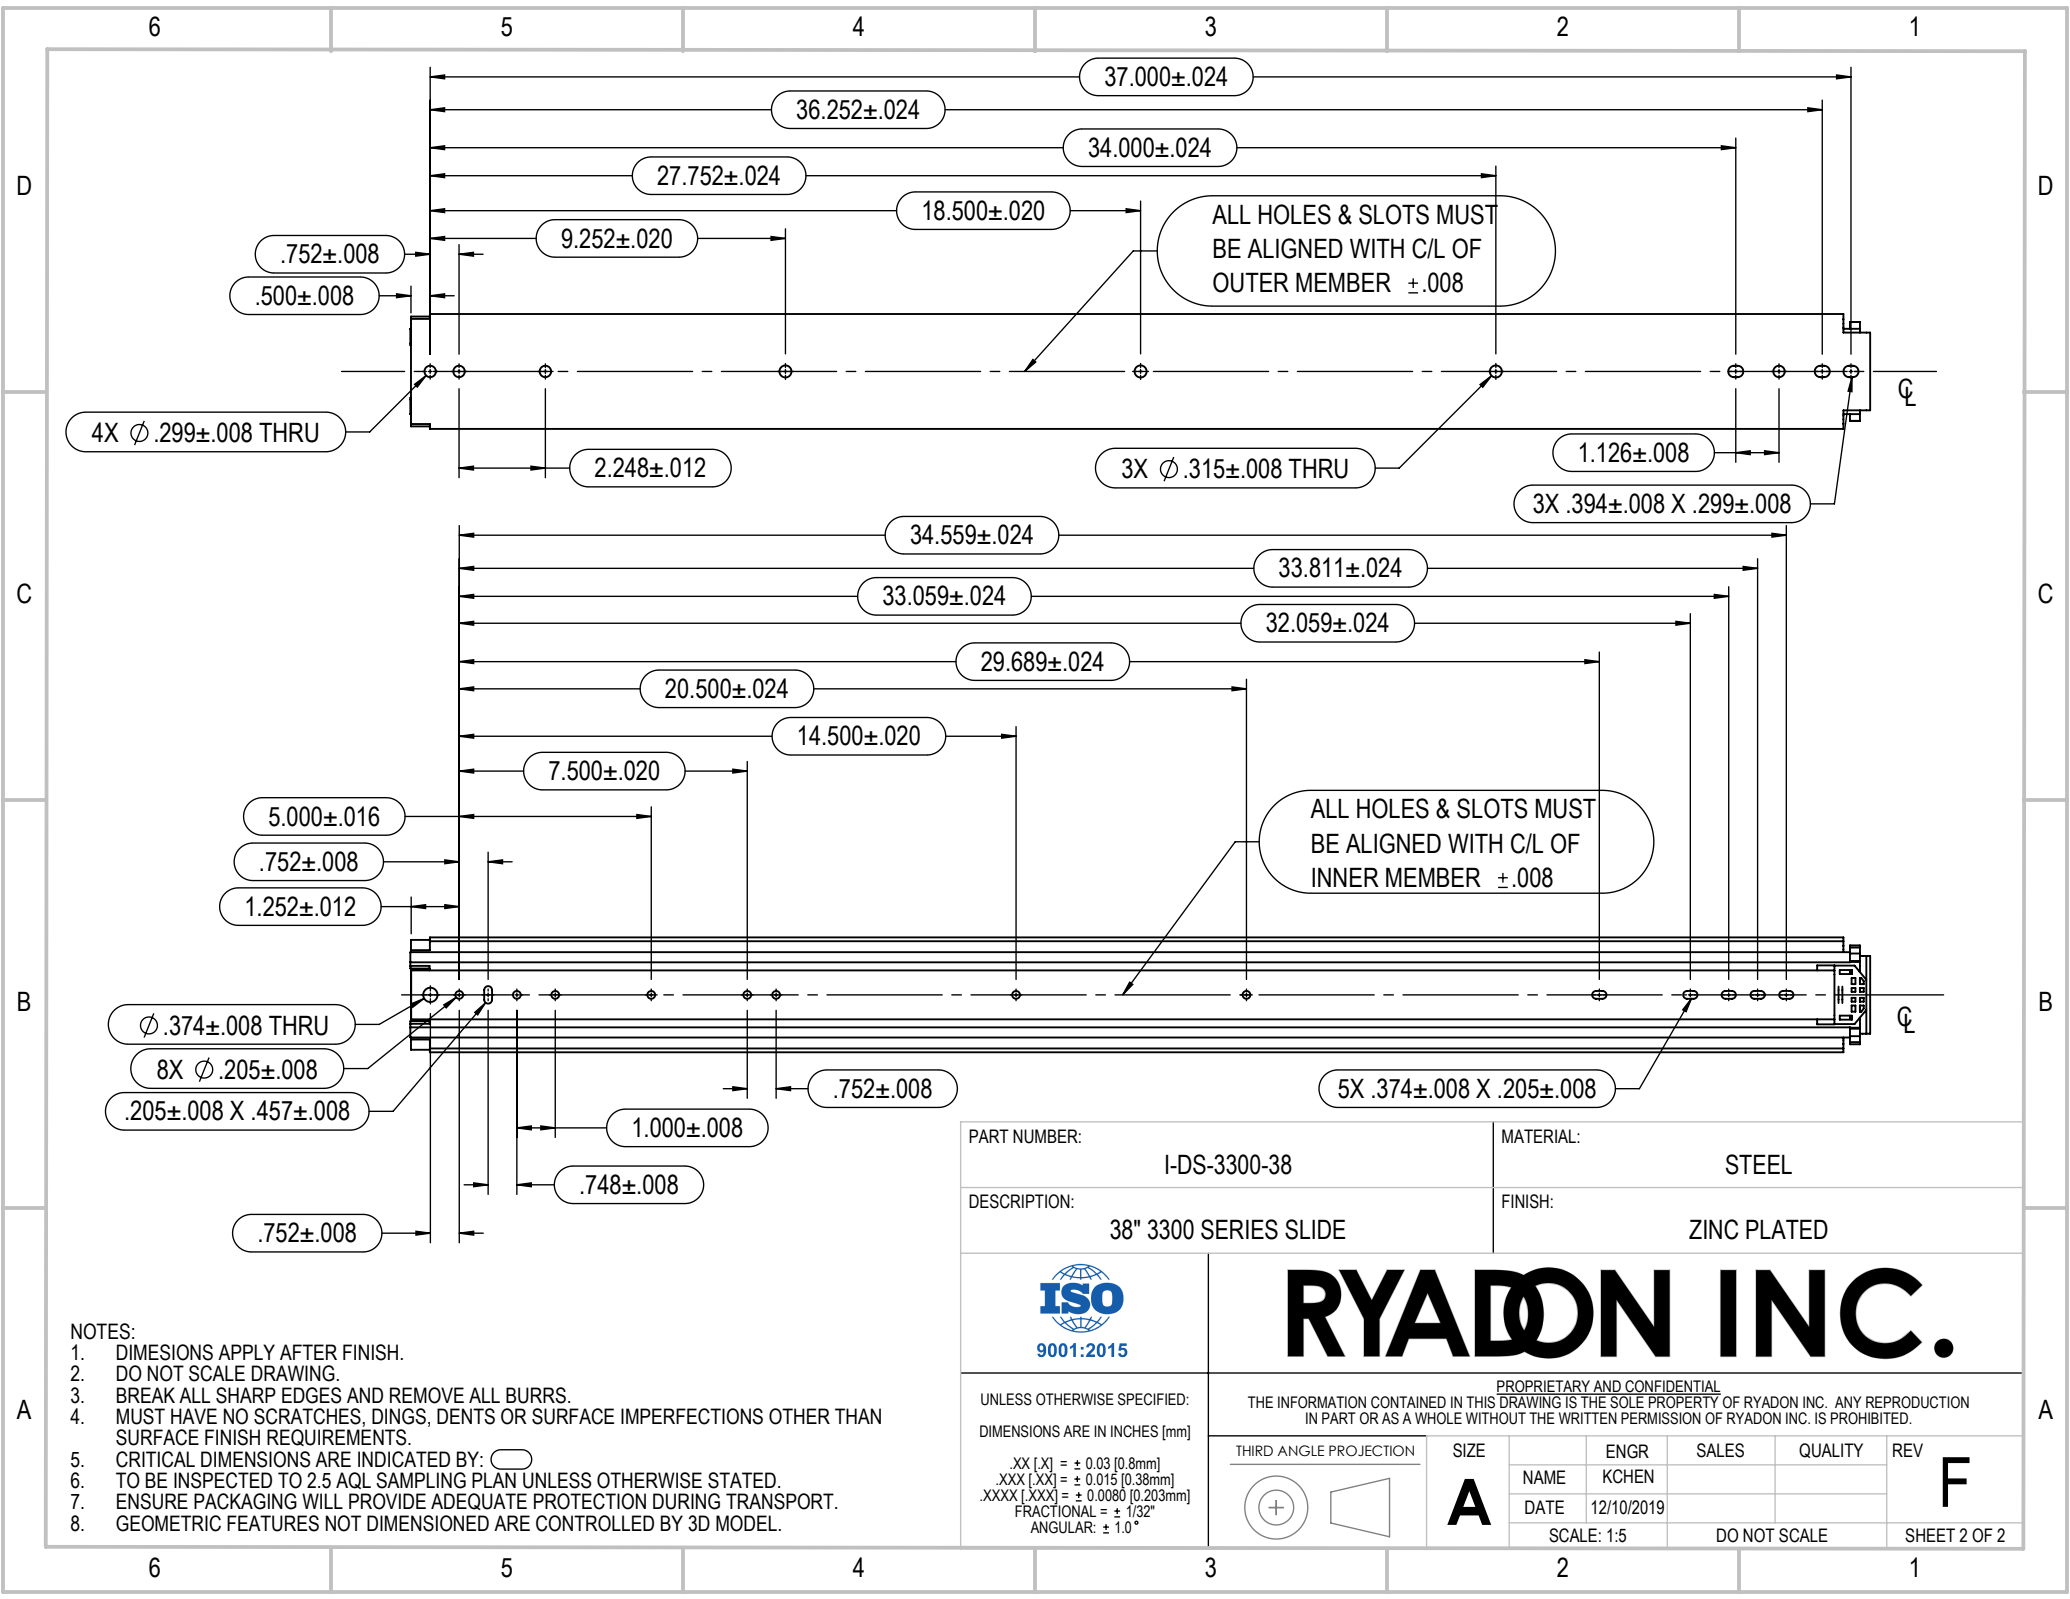 6 5 4 3 2 1
37.000±.024
36.252±.024
34.000±.024
27.752±.024
D D
18.500±.020
ALL HOLES & SLOTS MUST
BE ALIGNED WITH C/L OF
OUTER MEMBER ±.008
9.252±.020
.752±.008
.500±.008
℄
4X ∅ .299±.008 THRU
2.248±.012
3X ∅ .315±.008 THRU
1.126±.008
3X .394±.008 X .299±.008
34.559±.024
33.811±.024
C C
33.059±.024
32.059±.024
29.689±.024
20.500±.024
14.500±.020
7.500±.020
5.000±.016
ALL HOLES & SLOTS MUST
BE ALIGNED WITH C/L OF
INNER MEMBER ±.008
.752±.008
1.252±.012
B B
℄
∅ .374±.008 THRU
8X ∅ .205±.008
.205±.008 X .457±.008
.752±.008
5X .374±.008 X .205±.008
1.000±.008
.748±.008
.752±.008
PART NUMBER:
I-DS-3300-38
MATERIAL:
STEEL
DESCRIPTION:
38" 3300 SERIES SLIDE
FINISH:
ZINC PLATED
ISO
9001:2015
RYADON INC.
NOTES:
1. DIMESIONS APPLY AFTER FINISH.
2. DO NOT SCALE DRAWING.
3. BREAK ALL SHARP EDGES AND REMOVE ALL BURRS.
4. MUST HAVE NO SCRATCHES, DINGS, DENTS OR SURFACE IMPERFECTIONS OTHER THAN
SURFACE FINISH REQUIREMENTS.
5. CRITICAL DIMENSIONS ARE INDICATED BY:
6. TO BE INSPECTED TO 2.5 AQL SAMPLING PLAN UNLESS OTHERWISE STATED.
7. ENSURE PACKAGING WILL PROVIDE ADEQUATE PROTECTION DURING TRANSPORT.
8. GEOMETRIC FEATURES NOT DIMENSIONED ARE CONTROLLED BY 3D MODEL.
A A
UNLESS OTHERWISE SPECIFIED:
DIMENSIONS ARE IN INCHES [mm]
.XX [.X] = ± 0.03 [0.8mm]
.XXX [.XX] = ± 0.015 [0.38mm]
.XXXX [.XXX] = ± 0.0080 [0.203mm]
FRACTIONAL = ± 1/32"
ANGULAR: ± 1.0°
PROPRIETARY AND CONFIDENTIAL
THE INFORMATION CONTAINED IN THIS DRAWING IS THE SOLE PROPERTY OF RYADON INC. ANY REPRODUCTION
IN PART OR AS A WHOLE WITHOUT THE WRITTEN PERMISSION OF RYADON INC. IS PROHIBITED.
THIRD ANGLE PROJECTION
SIZE
A
ENGR SALES QUALITY
NAME KCHEN
DATE 12/10/2019
REV
F
SCALE: 1:5
DO NOT SCALE
SHEET 2 OF 2
6 5 4 3 2 1